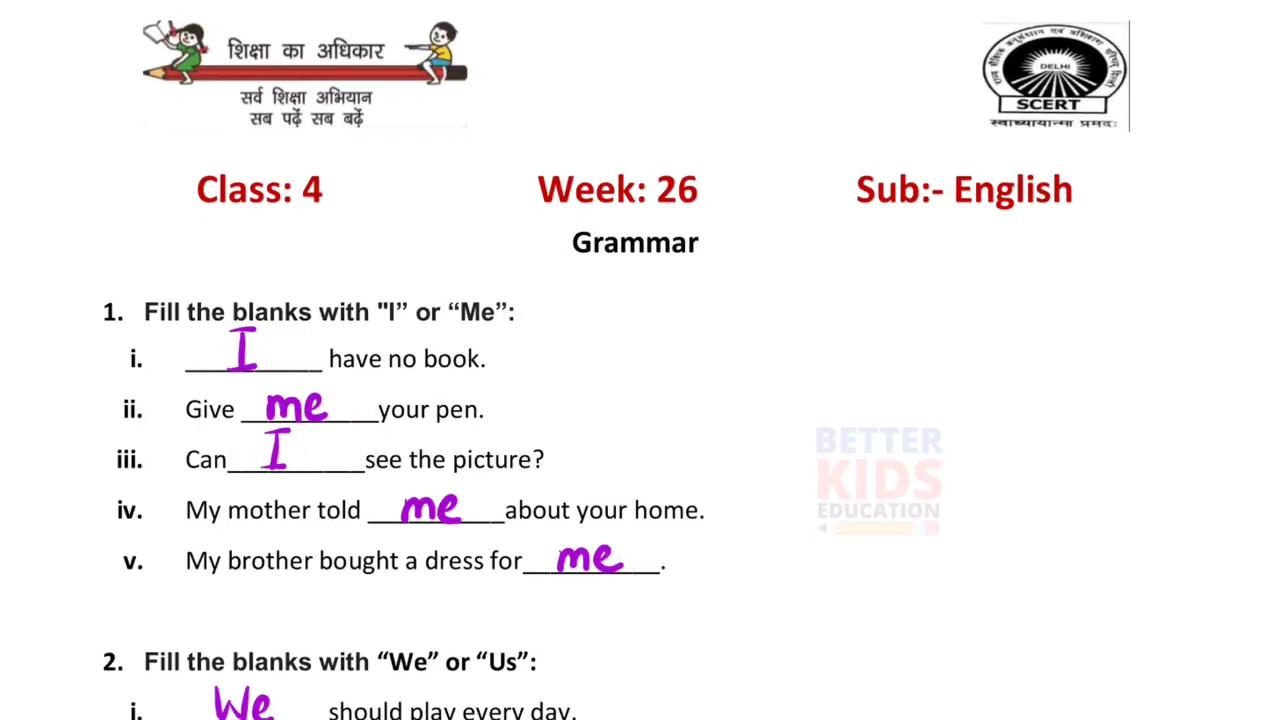 शिक्षा का अधिकार
सर्व शिक्षा अभियान
सब पढ़ें सब बढ़ें
DELHI
SCERT
स्वाध्यायान्मा प्रमदः
Class: 4 Week: 26 Sub:- English
Grammar
1. Fill the blanks with "I” or “Me”:
i. I have no book.
ii. Give me your pen.
iii. Can I see the picture?
iv. My mother told me about your home.
v. My brother bought a dress for me.
BETTER
KIDS
EDUCATION
2. Fill the blanks with “We” or “Us”:
i. We should play every day.